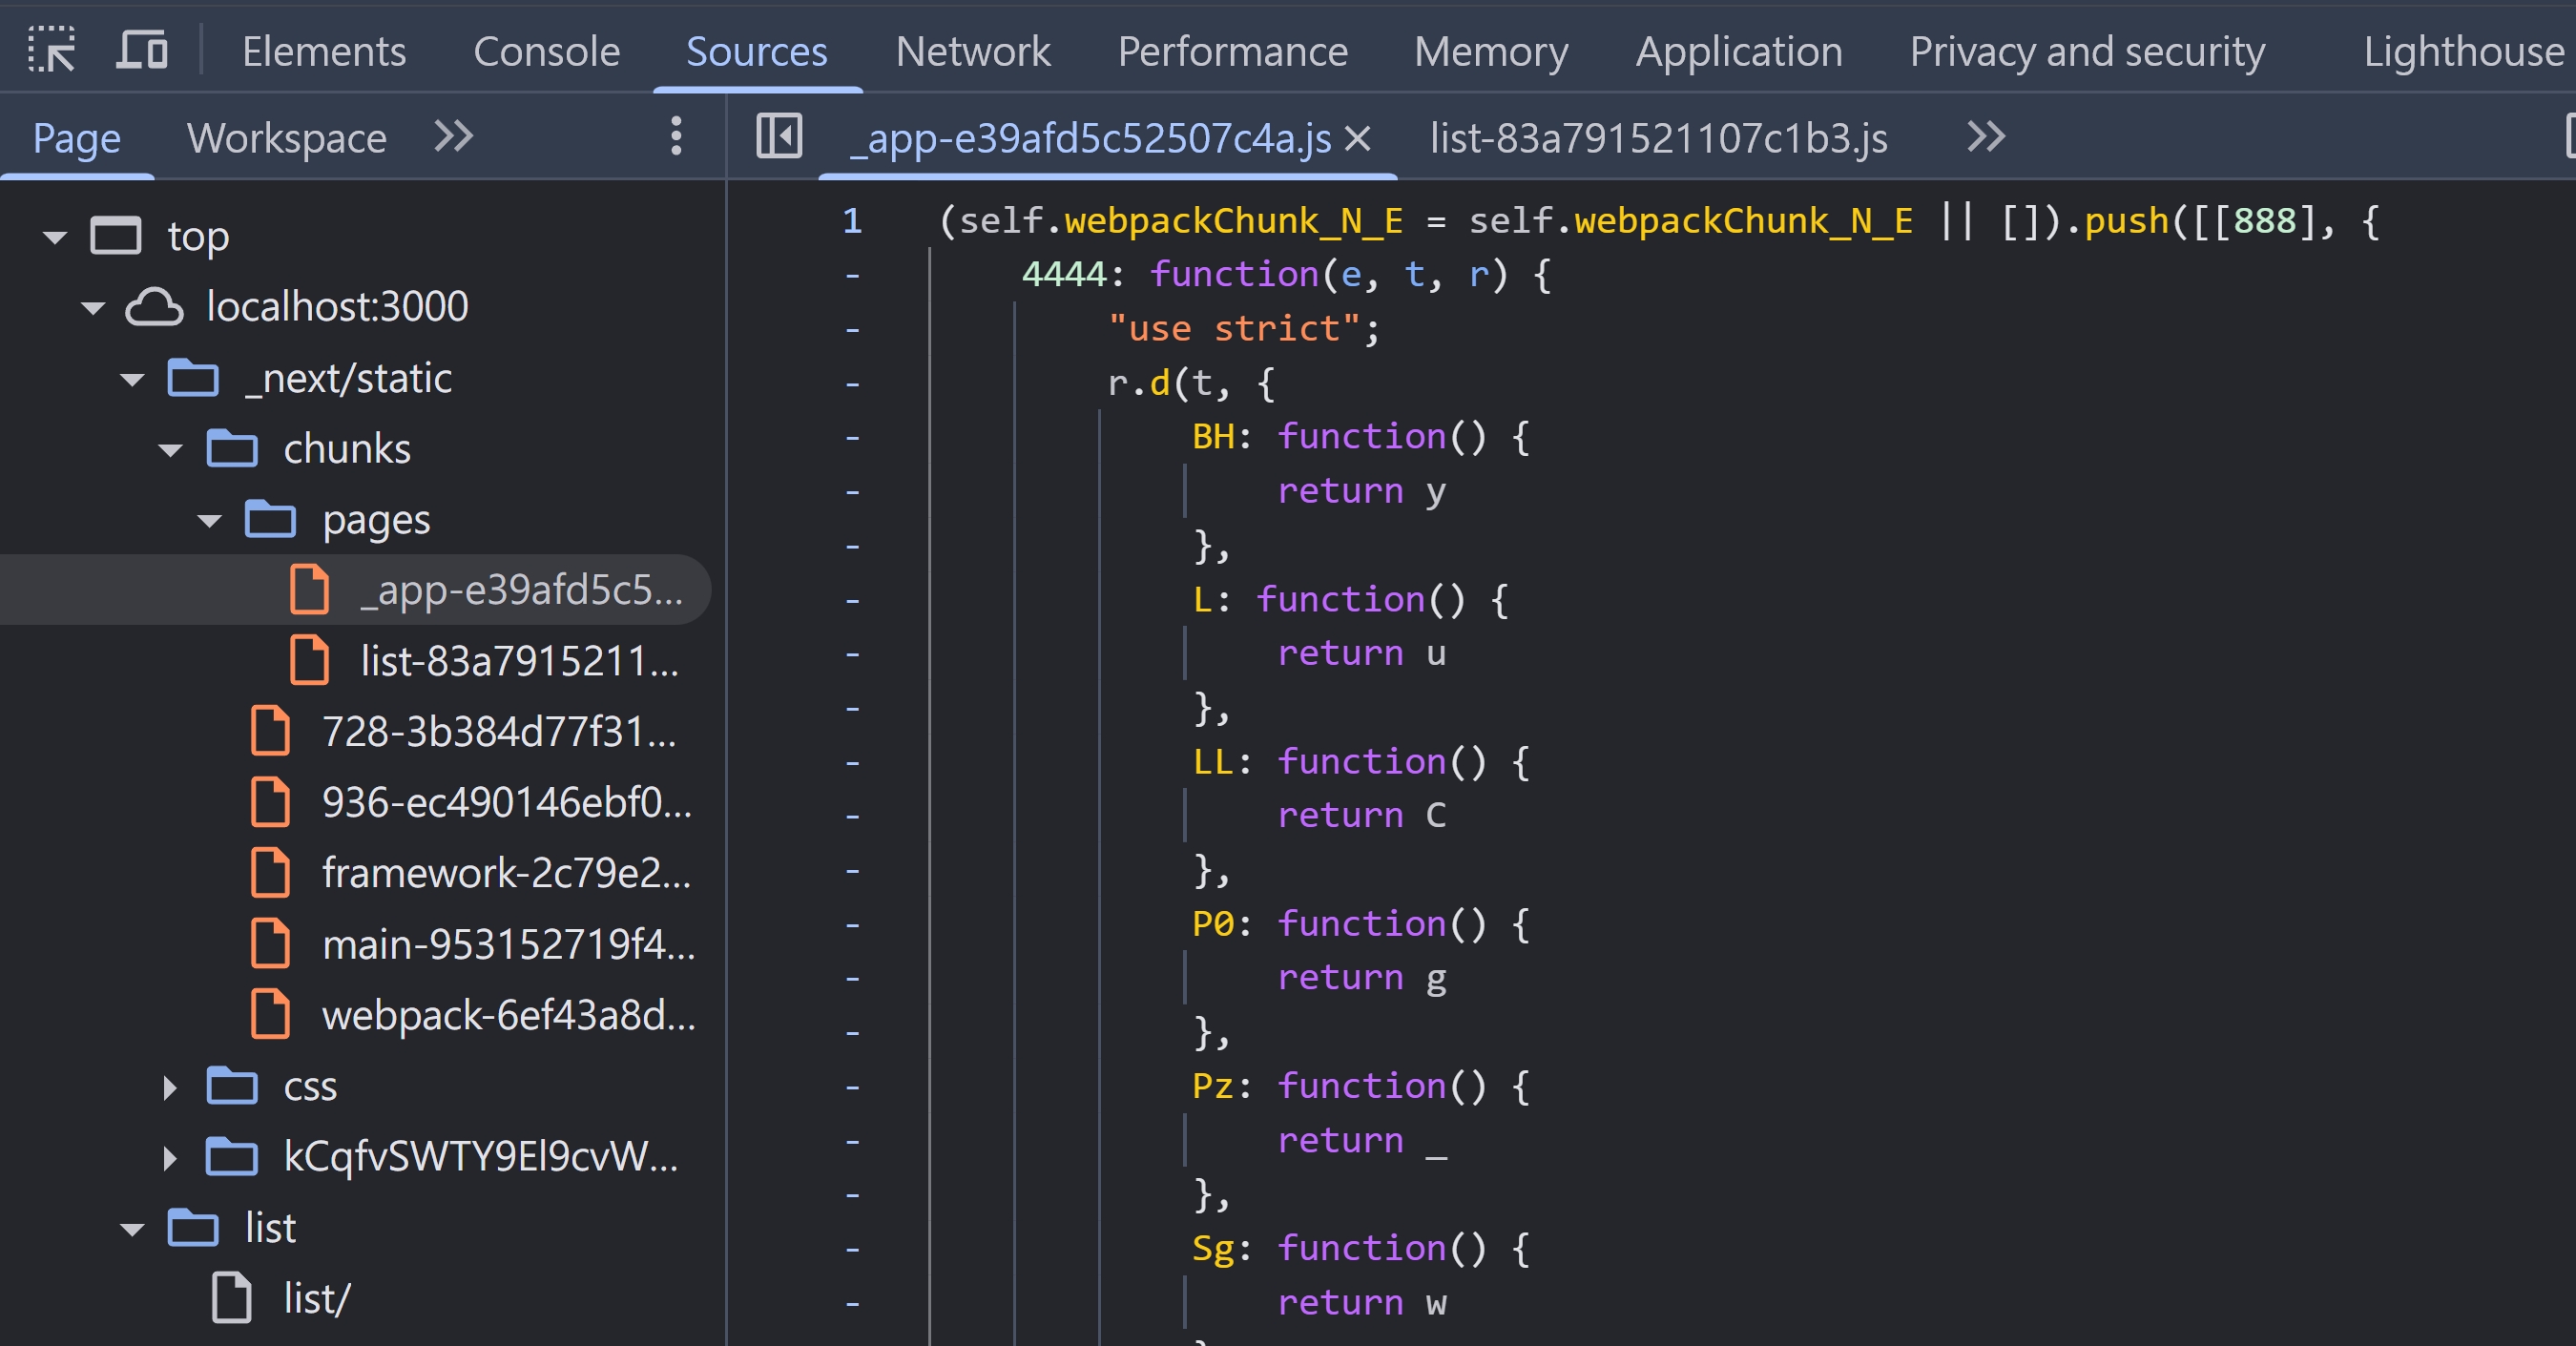 Elements Console Sources Network Performance Memory Application Privacy and security Lighthouse
Page Workspace
_app-e39afd5c52507c4a.js list-83a791521107c1b3.js
top
localhost:3000
_next/static
chunks
pages
_app-e39afd5c5...
list-83a7915211...
728-3b384d77f31...
936-ec490146ebf0...
framework-2c79e2...
main-953152719f4...
webpack-6ef43a8d...
css
kCqfvSWTY9El9cvW...
list
list/
1 (self.webpackChunk_N_E = self.webpackChunk_N_E || []).push([[888], {
- 4444: function(e, t, r) {
- "use strict";
- r.d(t, {
- BH: function() {
- return y
- },
- L: function() {
- return u
- },
- LL: function() {
- return C
- },
- P0: function() {
- return g
- },
- Pz: function() {
- return _
- },
- Sg: function() {
- return w